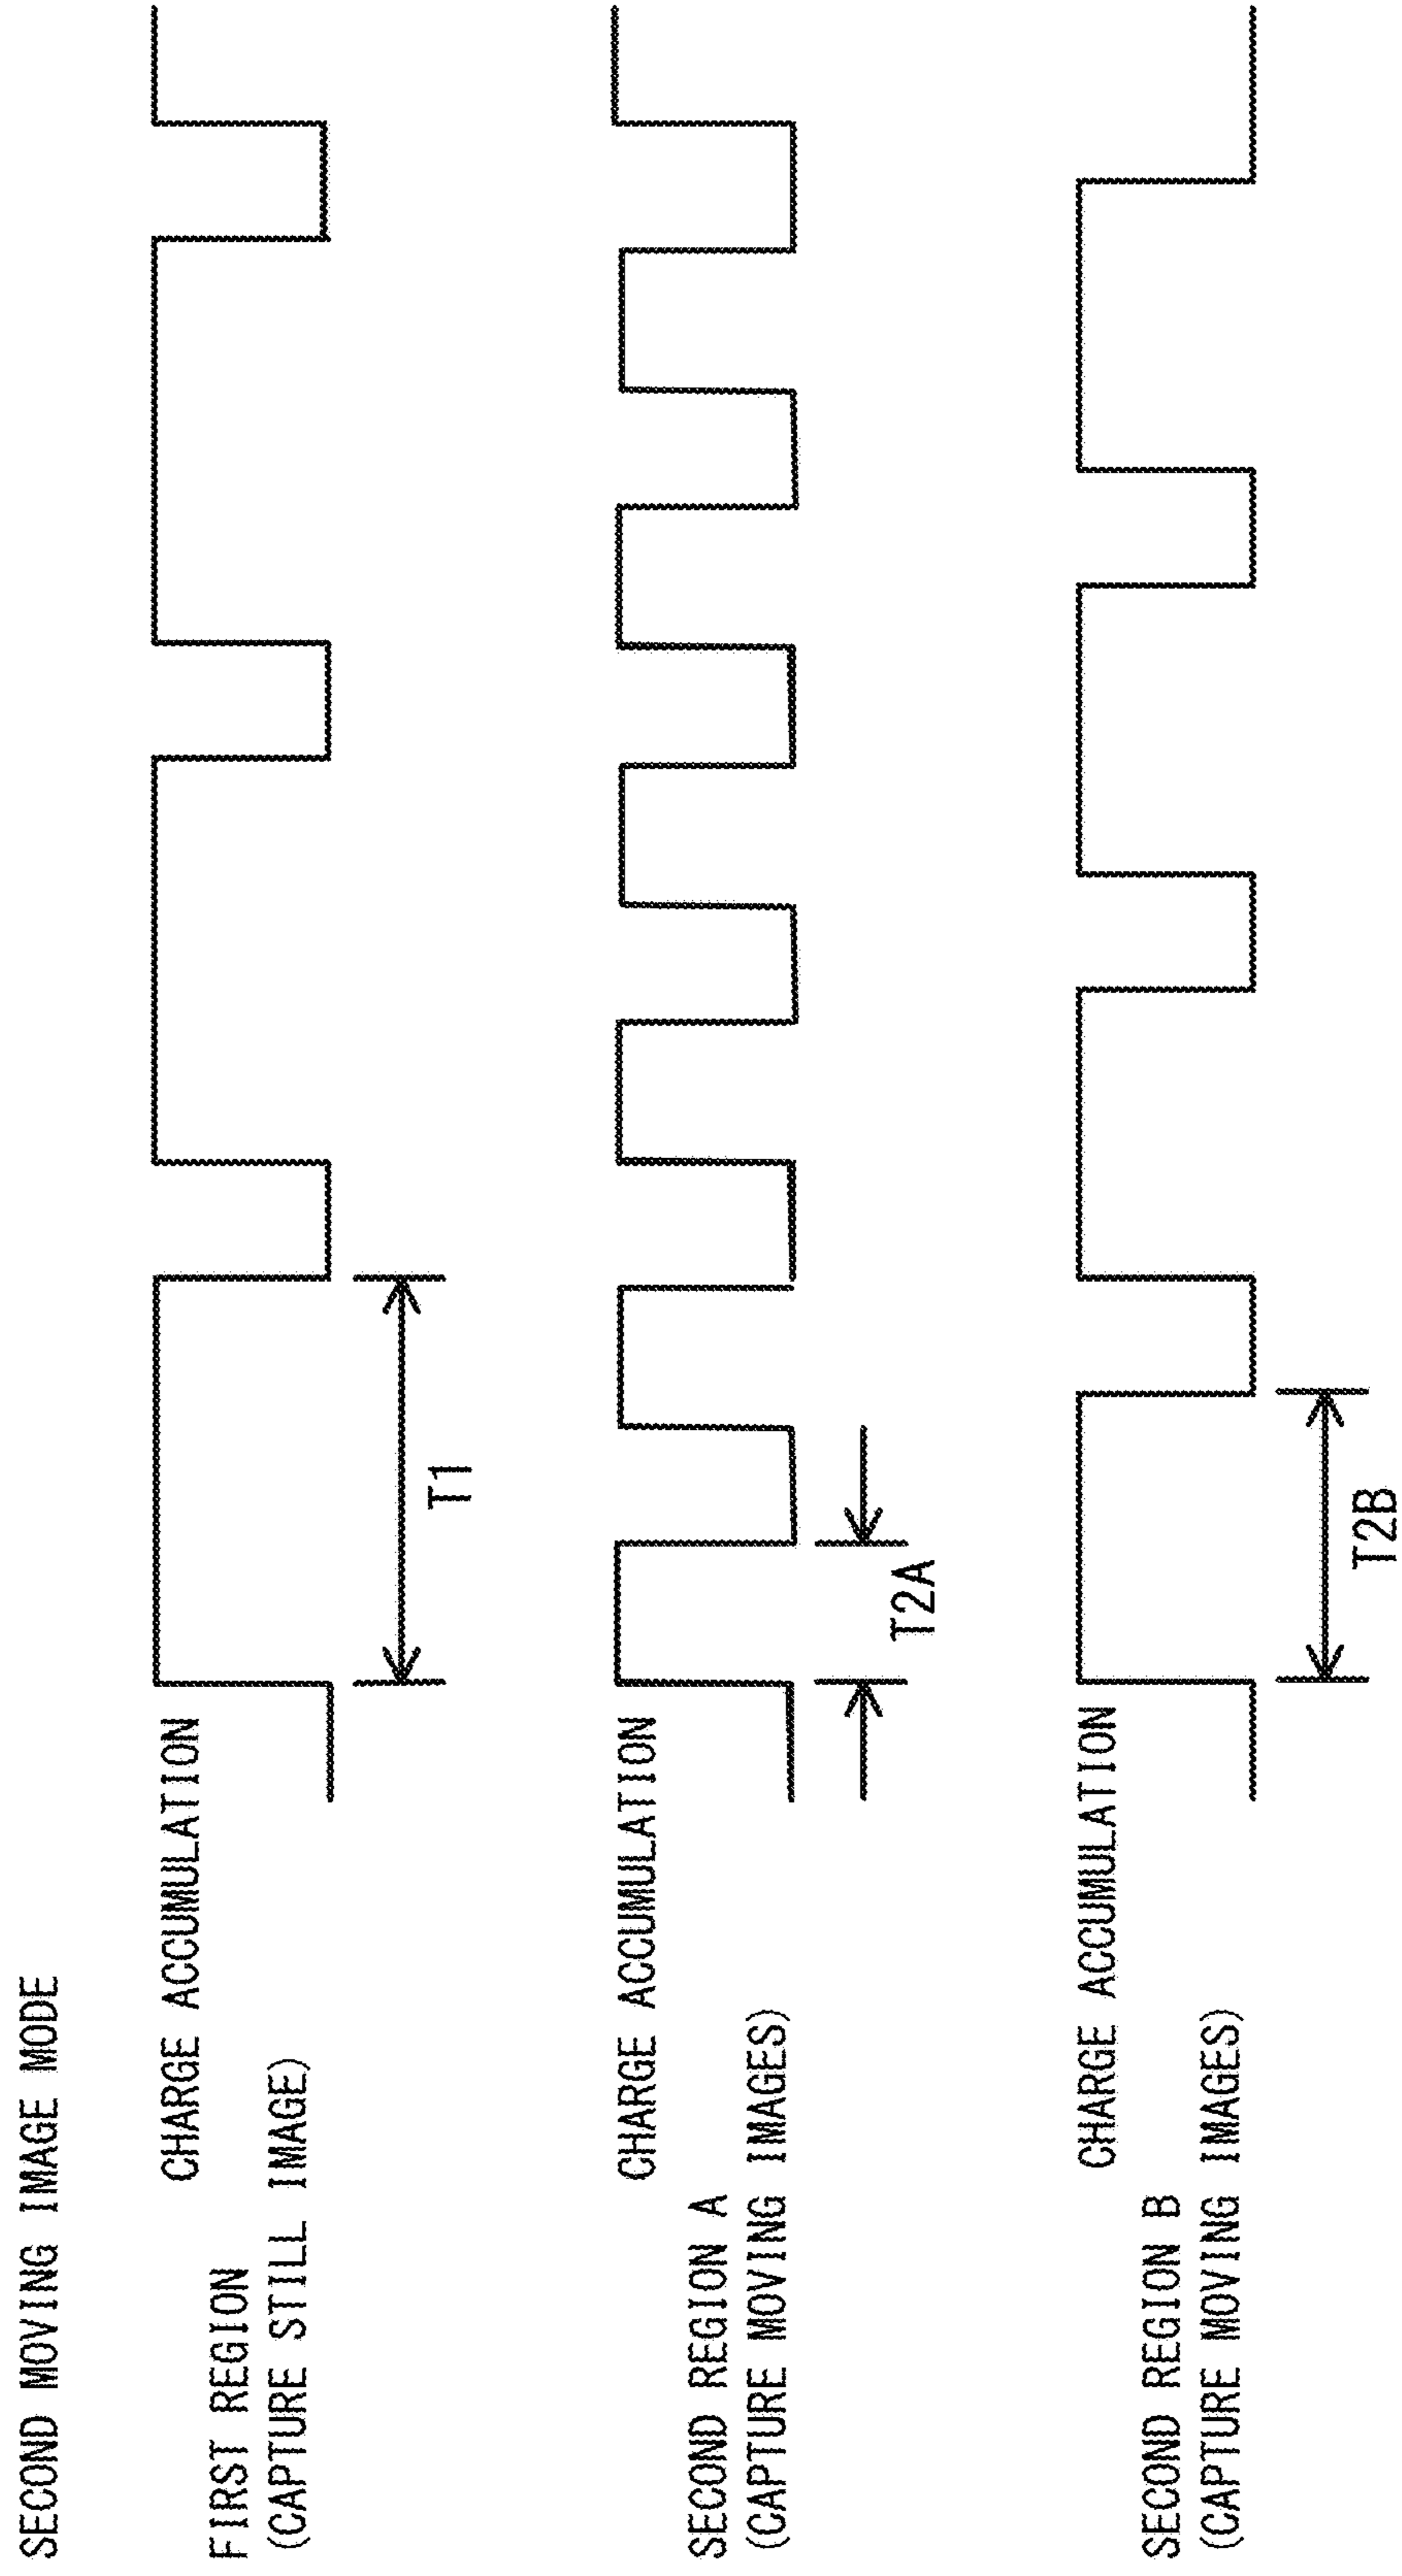 SECOND MOVING IMAGE MODE
CHARGE ACCUMULATION
FIRST REGION
(CAPTURE STILL IMAGE)
T1
CHARGE ACCUMULATION
SECOND REGION A
(CAPTURE MOVING IMAGES)
T2A
CHARGE ACCUMULATION
SECOND REGION B
(CAPTURE MOVING IMAGES)
T2B